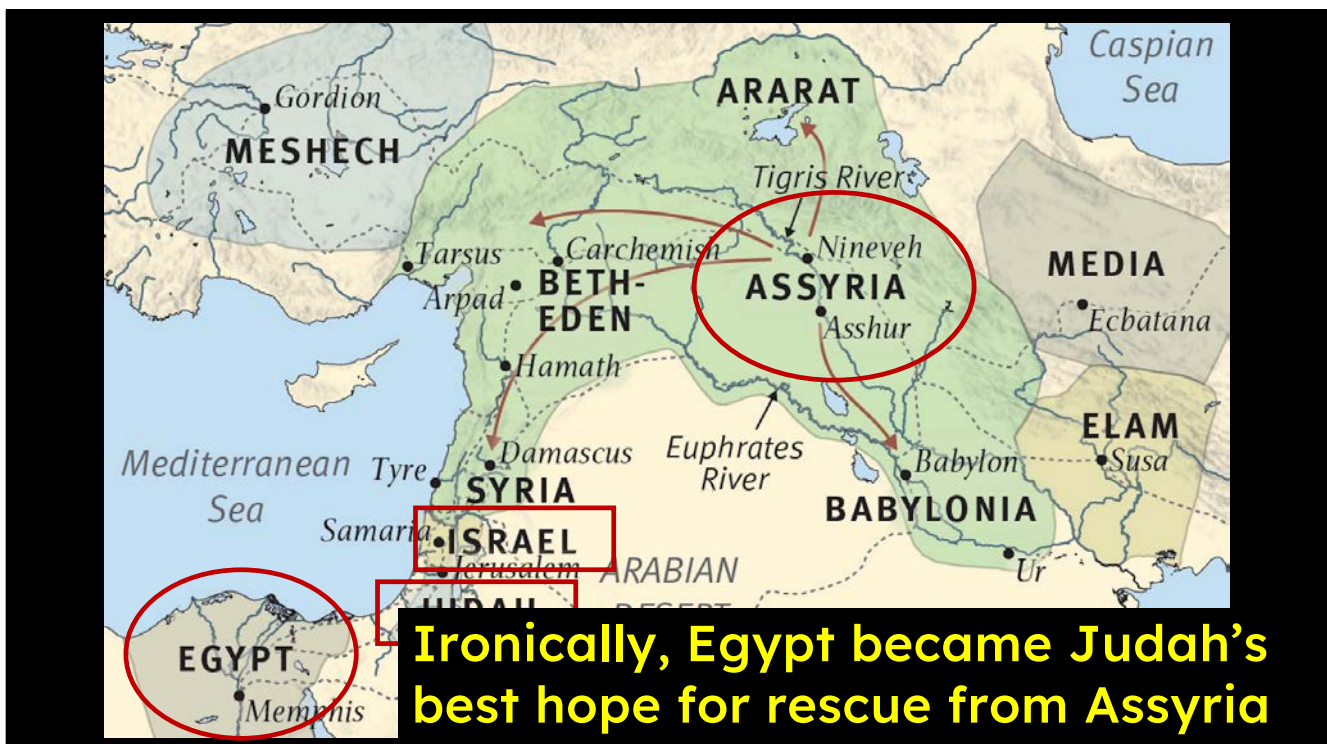 Caspian
Sea
Gordion
ARARAT
MESHECH
Tigris River
Tarsus
Carchemish
Nineveh
MEDIA
Arpad
BETH-
EDEN
ASSYRIA
Asshur
Ecbatana
Hamath
ELAM
Mediterranean
Sea
Tyre
Damascus
Euphrates
River
Babylon
Susa
SYRIA
BABYLONIA
Samaria
ISRAEL
Jerusalem
ARABIAN
Ur
EGYPT
Memphis
Ironically, Egypt became Judah’s
best hope for rescue from Assyria